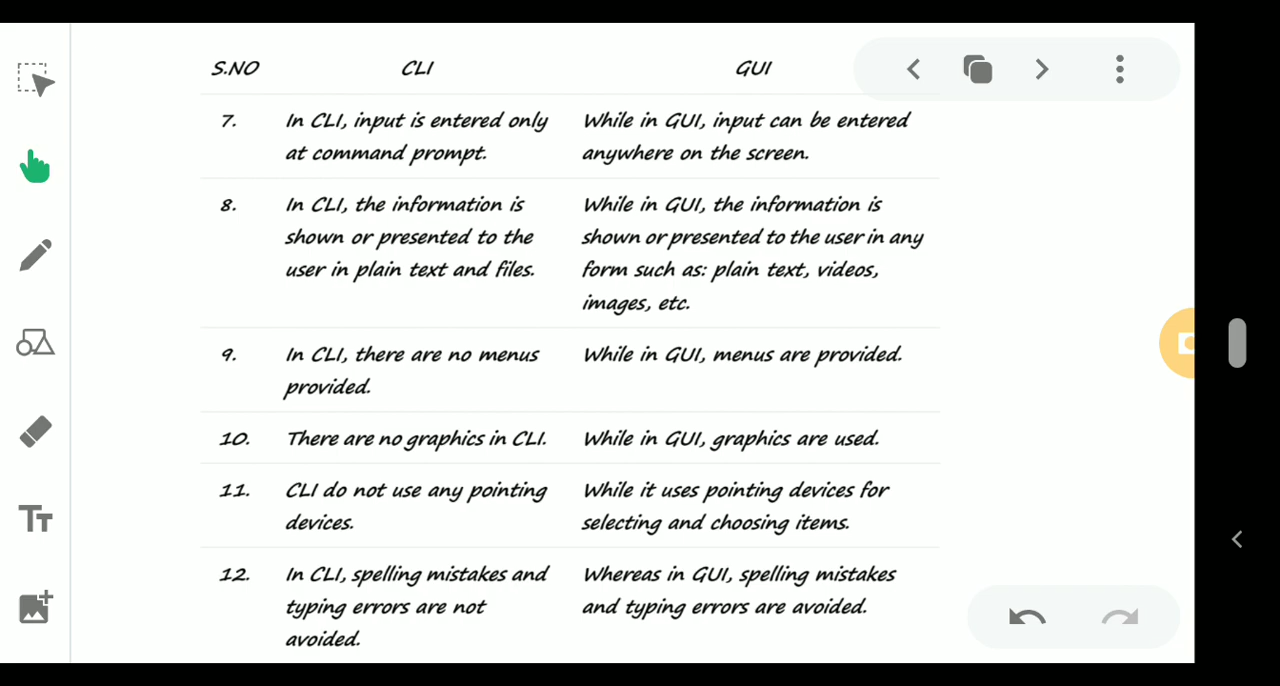 S.NO CLI GUI
7. In CLI, input is entered only While in GUI, input can be entered
at command prompt. anywhere on the screen.
8. In CLI, the information is While in GUI, the information is
shown or presented to the shown or presented to the user in any
user in plain text and files. form such as: plain text, videos,
images, etc.
9. In CLI, there are no menus While in GUI, menus are provided.
provided.
10. There are no graphics in CLI. While in GUI, graphics are used.
11. CLI do not use any pointing While it uses pointing devices for
devices. selecting and choosing items.
12. In CLI, spelling mistakes and Whereas in GUI, spelling mistakes
typing errors are not and typing errors are avoided.
avoided.
TT